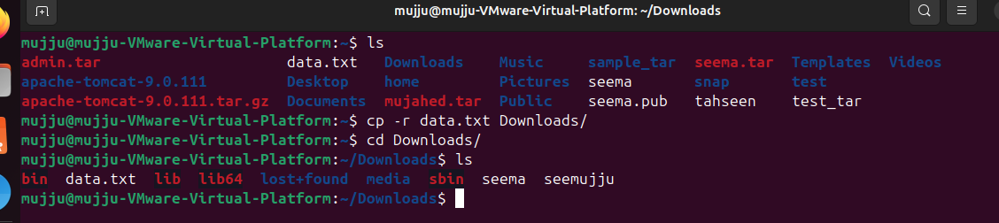 mujju@mujju-VMware-Virtual-Platform: ~/Downloads
mujju@mujju-VMware-Virtual-Platform:~$ ls
admin.tar data.txt Downloads Music sample_tar seema.tar Templates Videos
apache-tomcat-9.0.111 Desktop home Pictures seema snap test
apache-tomcat-9.0.111.tar.gz Documents mujahed.tar Public seema.pub tahseen test_tar
mujju@mujju-VMware-Virtual-Platform:~$ cp -r data.txt Downloads/
mujju@mujju-VMware-Virtual-Platform:~$ cd Downloads/
mujju@mujju-VMware-Virtual-Platform:~/Downloads$ ls
bin data.txt lib lib64 lost+found media sbin seema seemujju
mujju@mujju-VMware-Virtual-Platform:~/Downloads$